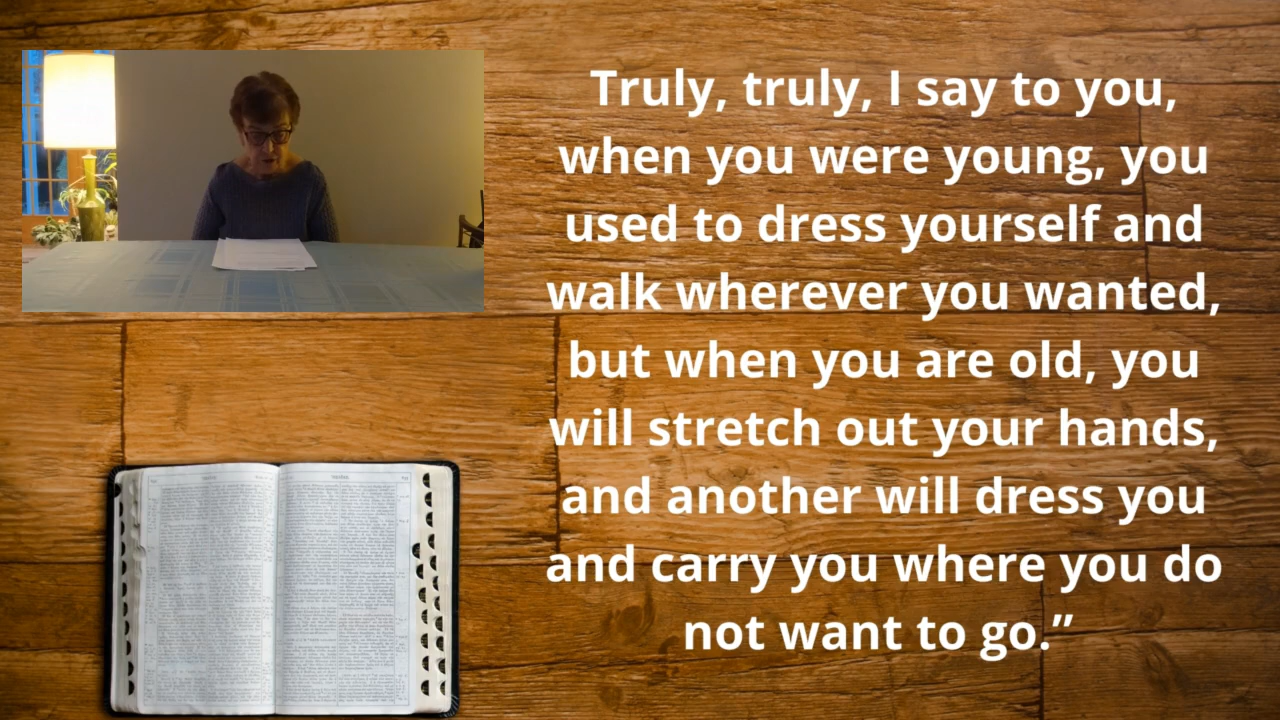 Truly, truly, I say to you,
when you were young, you
used to dress yourself and
walk wherever you wanted,
but when you are old, you
will stretch out your hands,
and another will dress you
and carry you where you do
not want to go.”